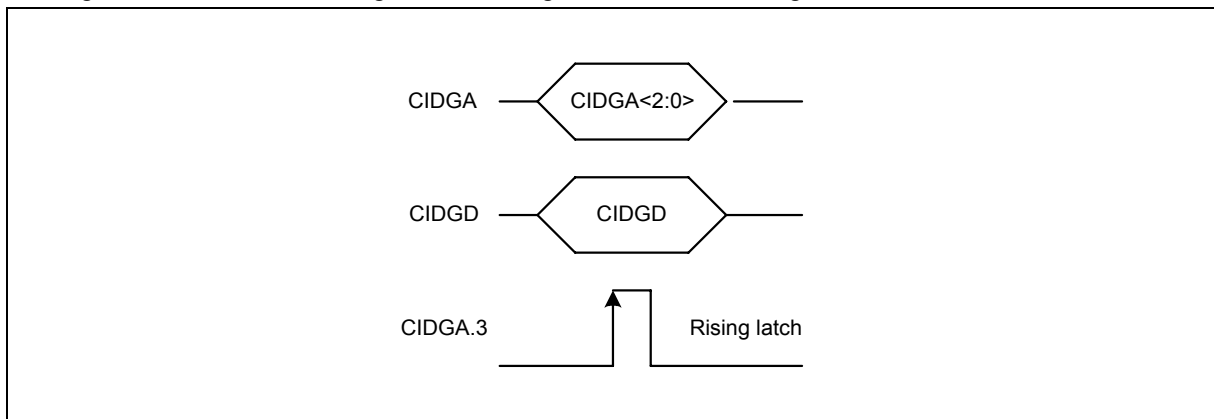 CIDGA
CIDGA<2:0>
CIDGD
CIDGD
CIDGA.3
Rising latch